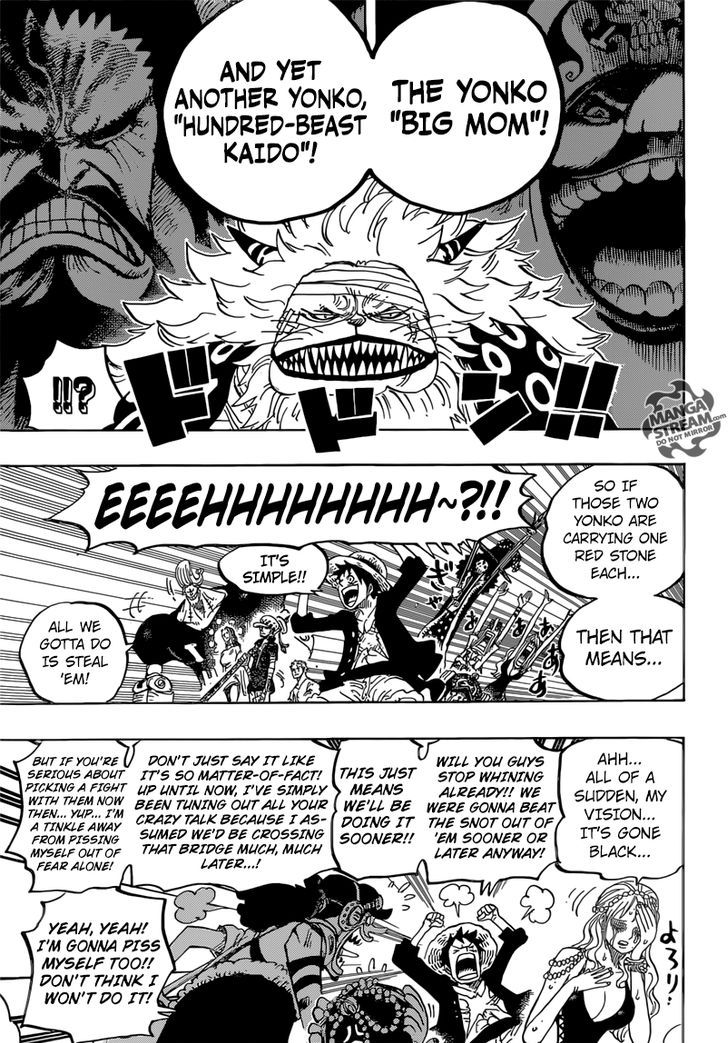 THE YONKO
"BIG MOM"!
AND YET
ANOTHER YONKO,
"HUNDRED-BEAST
KAIDO"!
!!?
ドドン!!
MANGA
STREAM.com
DO NOT MIRROR
SO IF
THOSE TWO
YONKO ARE
CARRYING ONE
RED STONE
EACH...
THEN THAT
MEANS...
EEEEHHHHHHHH~?!!
IT'S
SIMPLE!!
ALL WE
GOTTA DO
IS STEAL
'EM!
AHH...
ALL OF A
SUDDEN, MY
VISION...
IT'S GONE
BLACK...
よろり
WILL YOU GUYS
STOP WHINING
ALREADY!! WE
WERE GONNA BEAT
THE SNOT OUT OF
'EM SOONER OR
LATER ANYWAY!
THIS JUST
MEANS
WE'LL BE
DOING IT
SOONER!!
DON'T JUST SAY IT LIKE
IT'S SO MATTER-OF-FACT!
UP UNTIL NOW, I'VE SIMPLY
BEEN TUNING OUT ALL YOUR
CRAZY TALK BECAUSE I AS-
SUMED WE'D BE CROSSING
THAT BRIDGE MUCH, MUCH
LATER...!
BUT IF YOU'RE
SERIOUS ABOUT
PICKING A FIGHT
WITH THEM NOW
THEN... YUP... I'M
A TINKLE AWAY
FROM PISSING
MYSELF OUT OF
FEAR ALONE!
YEAH, YEAH!
I'M GONNA PISS
MYSELF TOO!!
DON'T THINK I
WON'T DO IT!